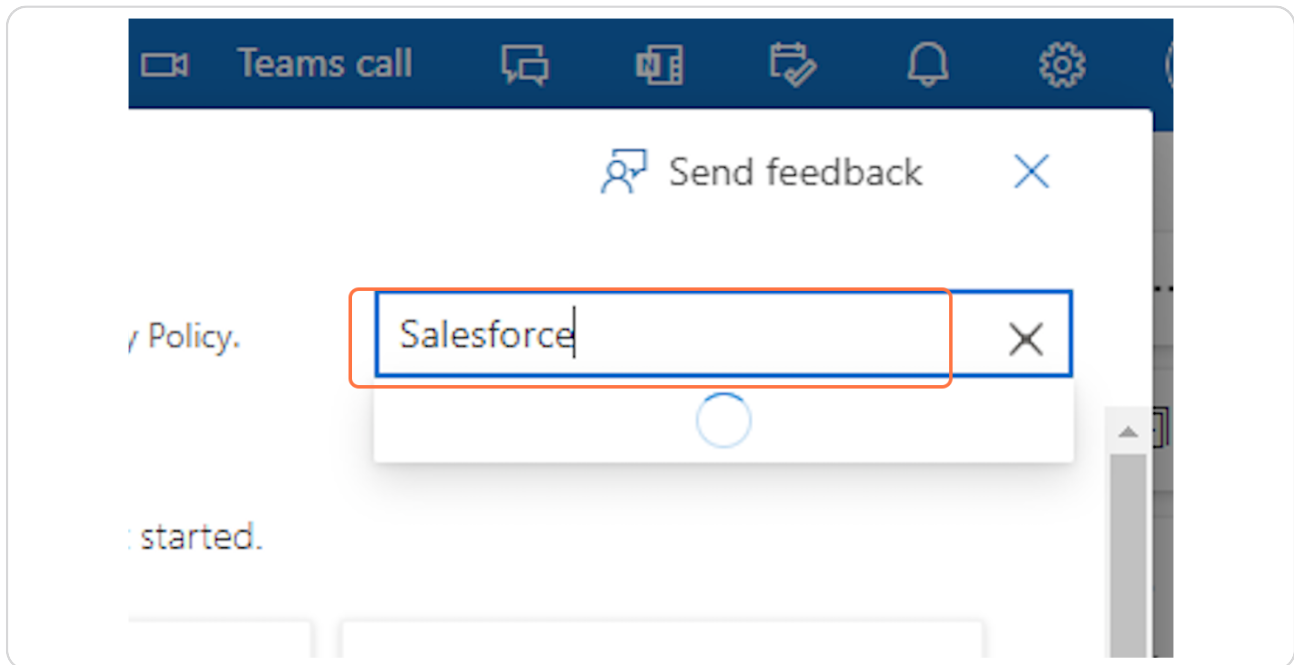 Teams call
Send feedback
y Policy.
Salesforce
started.